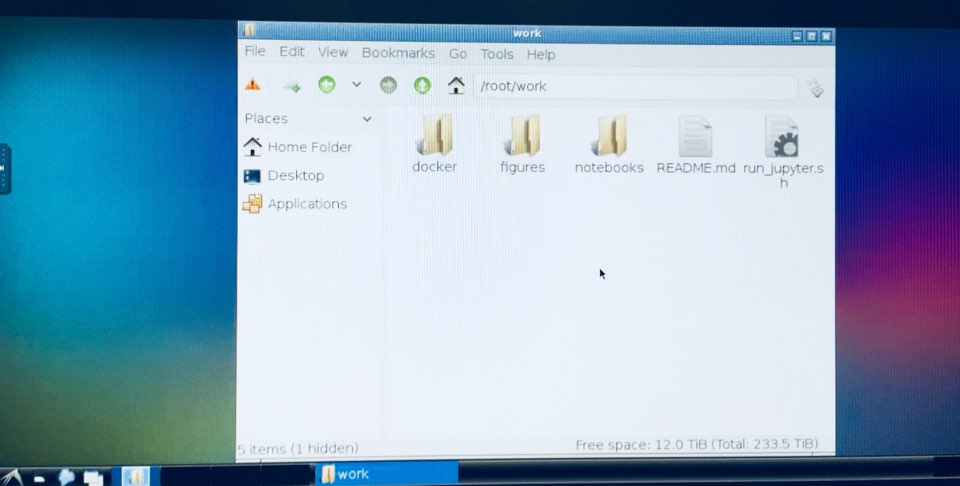 work
File Edit View Bookmarks Go Tools Help
/root/work
Places
Home Folder
Desktop
Applications
docker
figures
notebooks
README.md
run_jupyter.s
h
5 items (1 hidden)
Free space: 12.0 TiB (Total: 233.5 TiB)
work